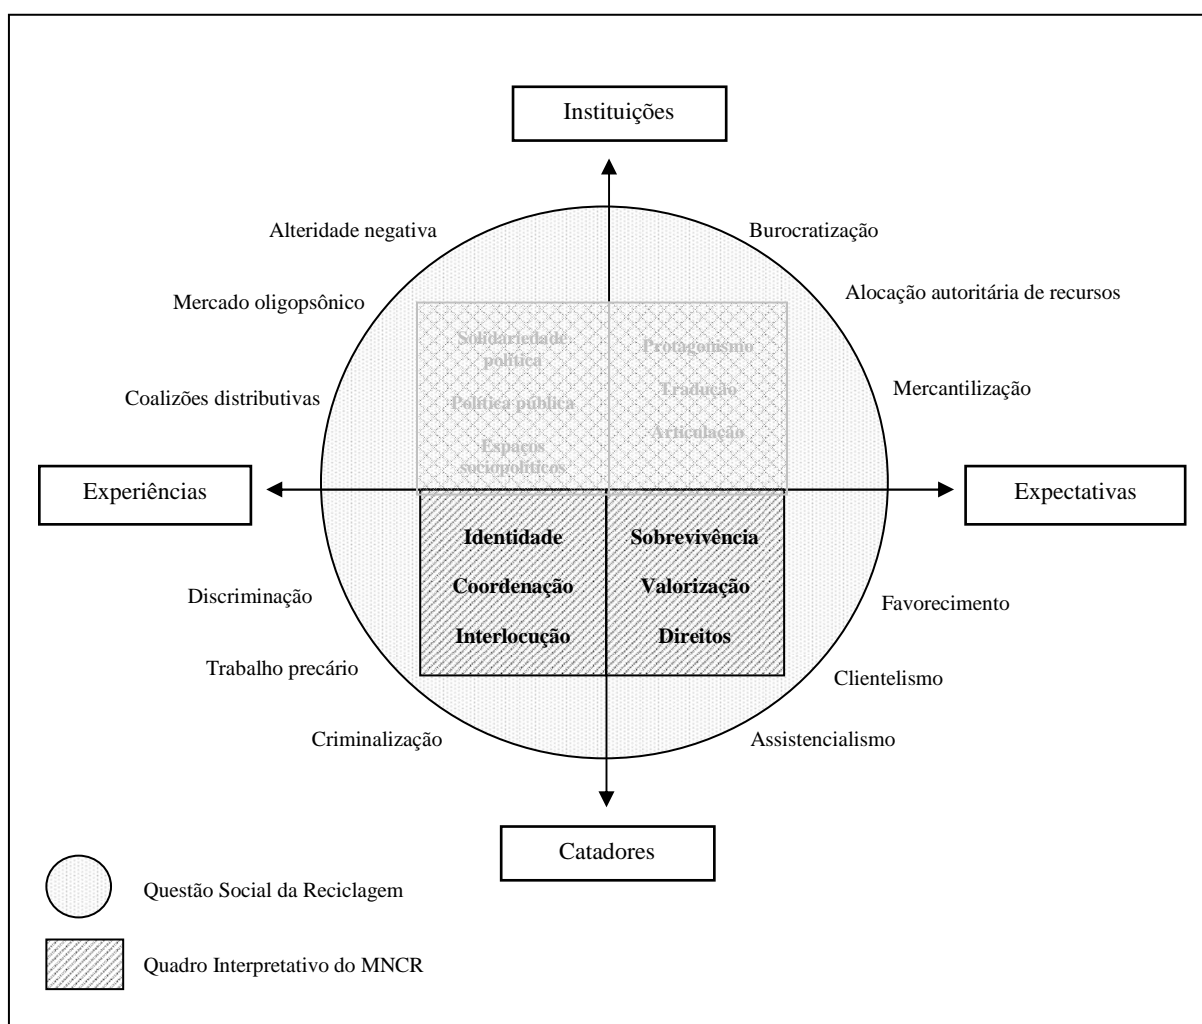 Instituições
Alteridade negativa
Burocratização
Mercado oligopsônico
Alocação autoritária de recursos
Solidariedade
política
Protagonismo
Coalizões distributivas
Política pública
Tradução
Mercantilização
Espaços
sociopolíticos
Articulação
Experiências
Expectativas
Identidade
Sobrevivência
Discriminação
Coordenação
Valorização
Favorecimento
Trabalho precário
Interlocução
Direitos
Clientelismo
Criminalização
Assistencialismo
Catadores
Questão Social da Reciclagem
Quadro Interpretativo do MNCR